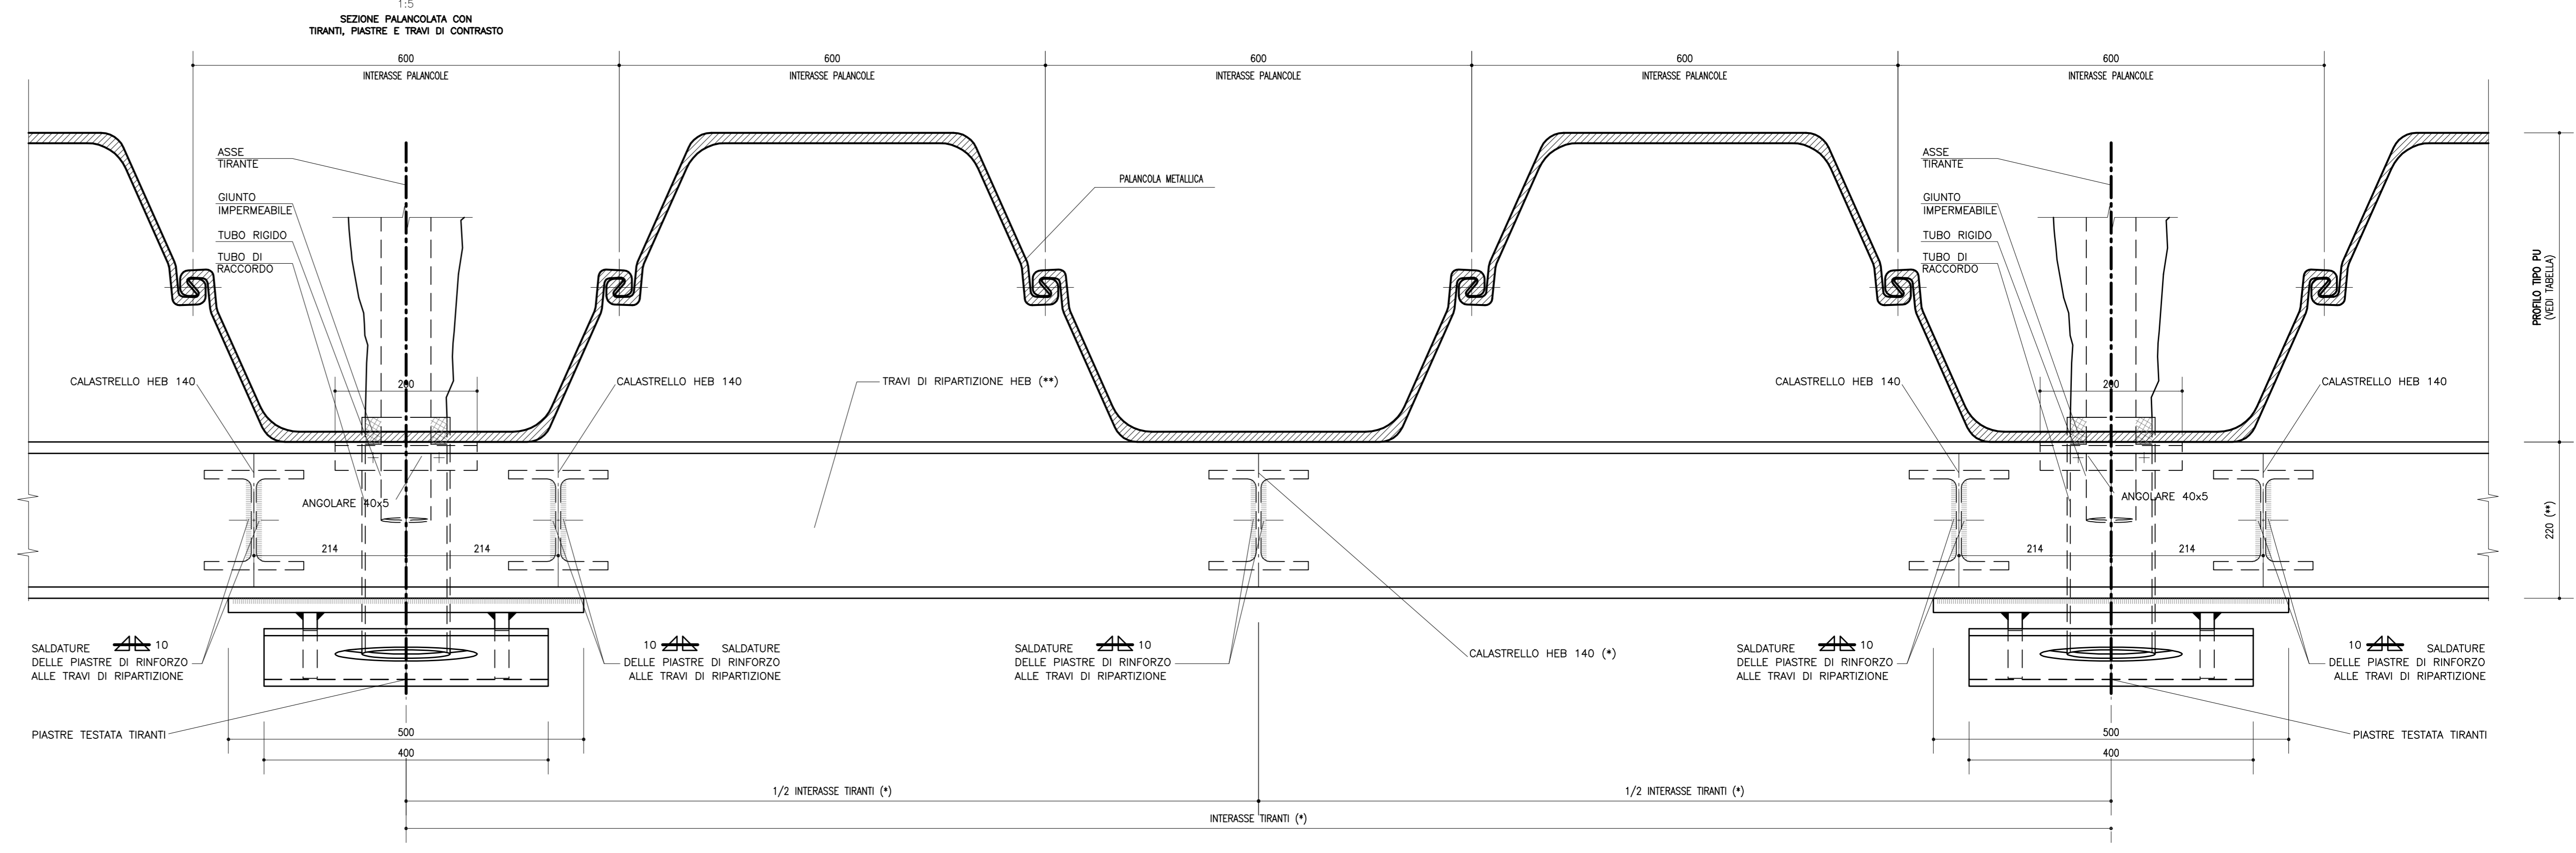 1:5
SEZIONE PALANCOLATA CON
TIRANTI, PIASTRE E TRAVI DI CONTRASTO
600
INTERASSE PALANCOLE
600
INTERASSE PALANCOLE
600
INTERASSE PALANCOLE
600
INTERASSE PALANCOLE
600
INTERASSE PALANCOLE
ASSE
TIRANTE
GIUNTO
IMPERMEABILE
TUBO RIGIDO
TUBO DI
RACCORDO
PALANCOLA METALLICA
ASSE
TIRANTE
GIUNTO
IMPERMEABILE
TUBO RIGIDO
TUBO DI
RACCORDO
PROFILO TIPO PU
(VEDI TABELLA)
CALASTRELLO HEB 140
200
CALASTRELLO HEB 140
TRAVI DI RIPARTIZIONE HEB (**)
CALASTRELLO HEB 140
200
CALASTRELLO HEB 140
ANGOLARE 40x5
ANGOLARE 40x5
220 (**)
214
214
214
214
SALDATURE 10
DELLE PIASTRE DI RINFORZO
ALLE TRAVI DI RIPARTIZIONE
10 SALDATURE
DELLE PIASTRE DI RINFORZO
ALLE TRAVI DI RIPARTIZIONE
SALDATURE 10
DELLE PIASTRE DI RINFORZO
ALLE TRAVI DI RIPARTIZIONE
CALASTRELLO HEB 140 (*)
SALDATURE 10
DELLE PIASTRE DI RINFORZO
ALLE TRAVI DI RIPARTIZIONE
10 SALDATURE
DELLE PIASTRE DI RINFORZO
ALLE TRAVI DI RIPARTIZIONE
PIASTRE TESTATA TIRANTI
500
400
500
400
PIASTRE TESTATA TIRANTI
1/2 INTERASSE TIRANTI (*)
1/2 INTERASSE TIRANTI (*)
INTERASSE TIRANTI (*)